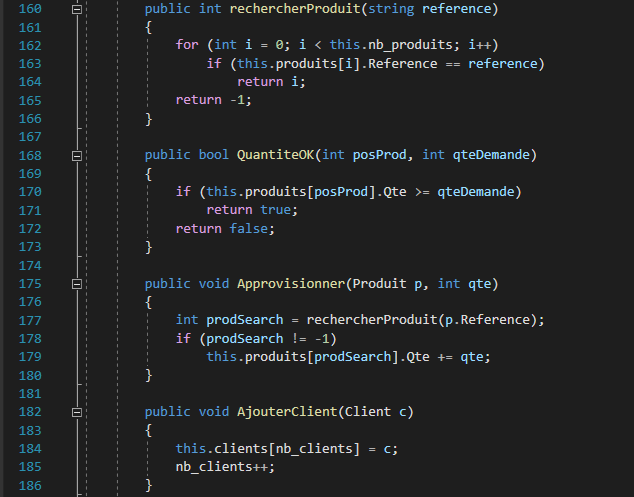 160 public int rechercherProduit(string reference)
161 {
162 for (int i = 0; i < this.nb_produits; i++)
163 if (this.produits[i].Reference == reference)
164 return i;
165 return -1;
166 }
167
168 public bool QuantiteOK(int posProd, int qteDemande)
169 {
170 if (this.produits[posProd].Qte >= qteDemande)
171 return true;
172 return false;
173 }
174
175 public void Approvisionner(Produit p, int qte)
176 {
177 int prodSearch = rechercherProduit(p.Reference);
178 if (prodSearch != -1)
179 this.produits[prodSearch].Qte += qte;
180 }
181
182 public void AjouterClient(Client c)
183 {
184 this.clients[nb_clients] = c;
185 nb_clients++;
186 }